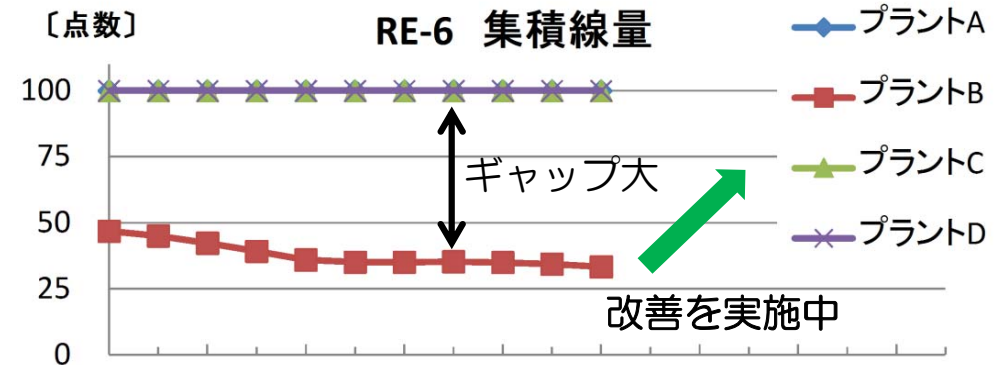 〔点数〕
RE-6 集積線量
100
75
50
25
0
ギャップ大
改善を実施中
プラントA
プラントB
プラントC
プラントD